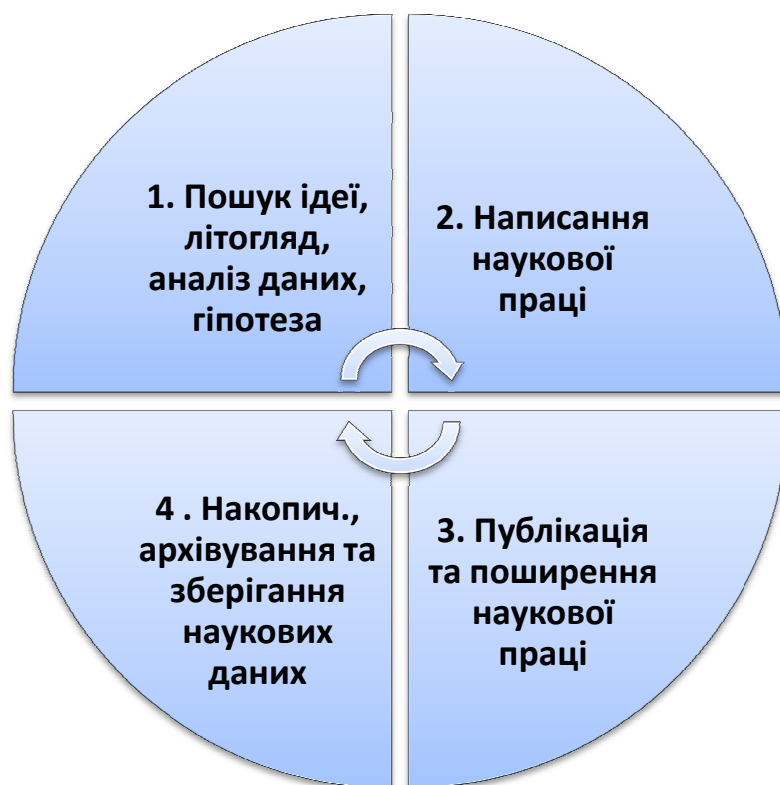 1. Пошук ідеї,
літогляд,
аналіз даних,
гіпотеза
2. Написання
наукової
праці
3. Публікація
та поширення
наукової
праці
4 . Накопич.,
архівування та
зберігання
наукових
даних